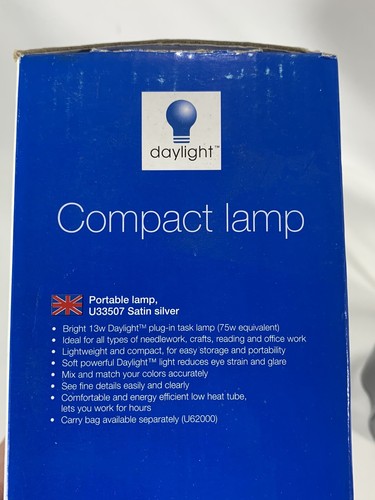 daylight™
Compact lamp
Portable lamp,
U33507 Satin silver
• Bright 13w Daylight™ plug-in task lamp (75w equivalent)
• Ideal for all types of needlework, crafts, reading and office work
• Lightweight and compact, for easy storage and portability
• Soft powerful Daylight™ light reduces eye strain and glare
• Mix and match your colors accurately
• See fine details easily and clearly
• Comfortable and energy efficient low heat tube,
lets you work for hours
• Carry bag available separately (U62000)